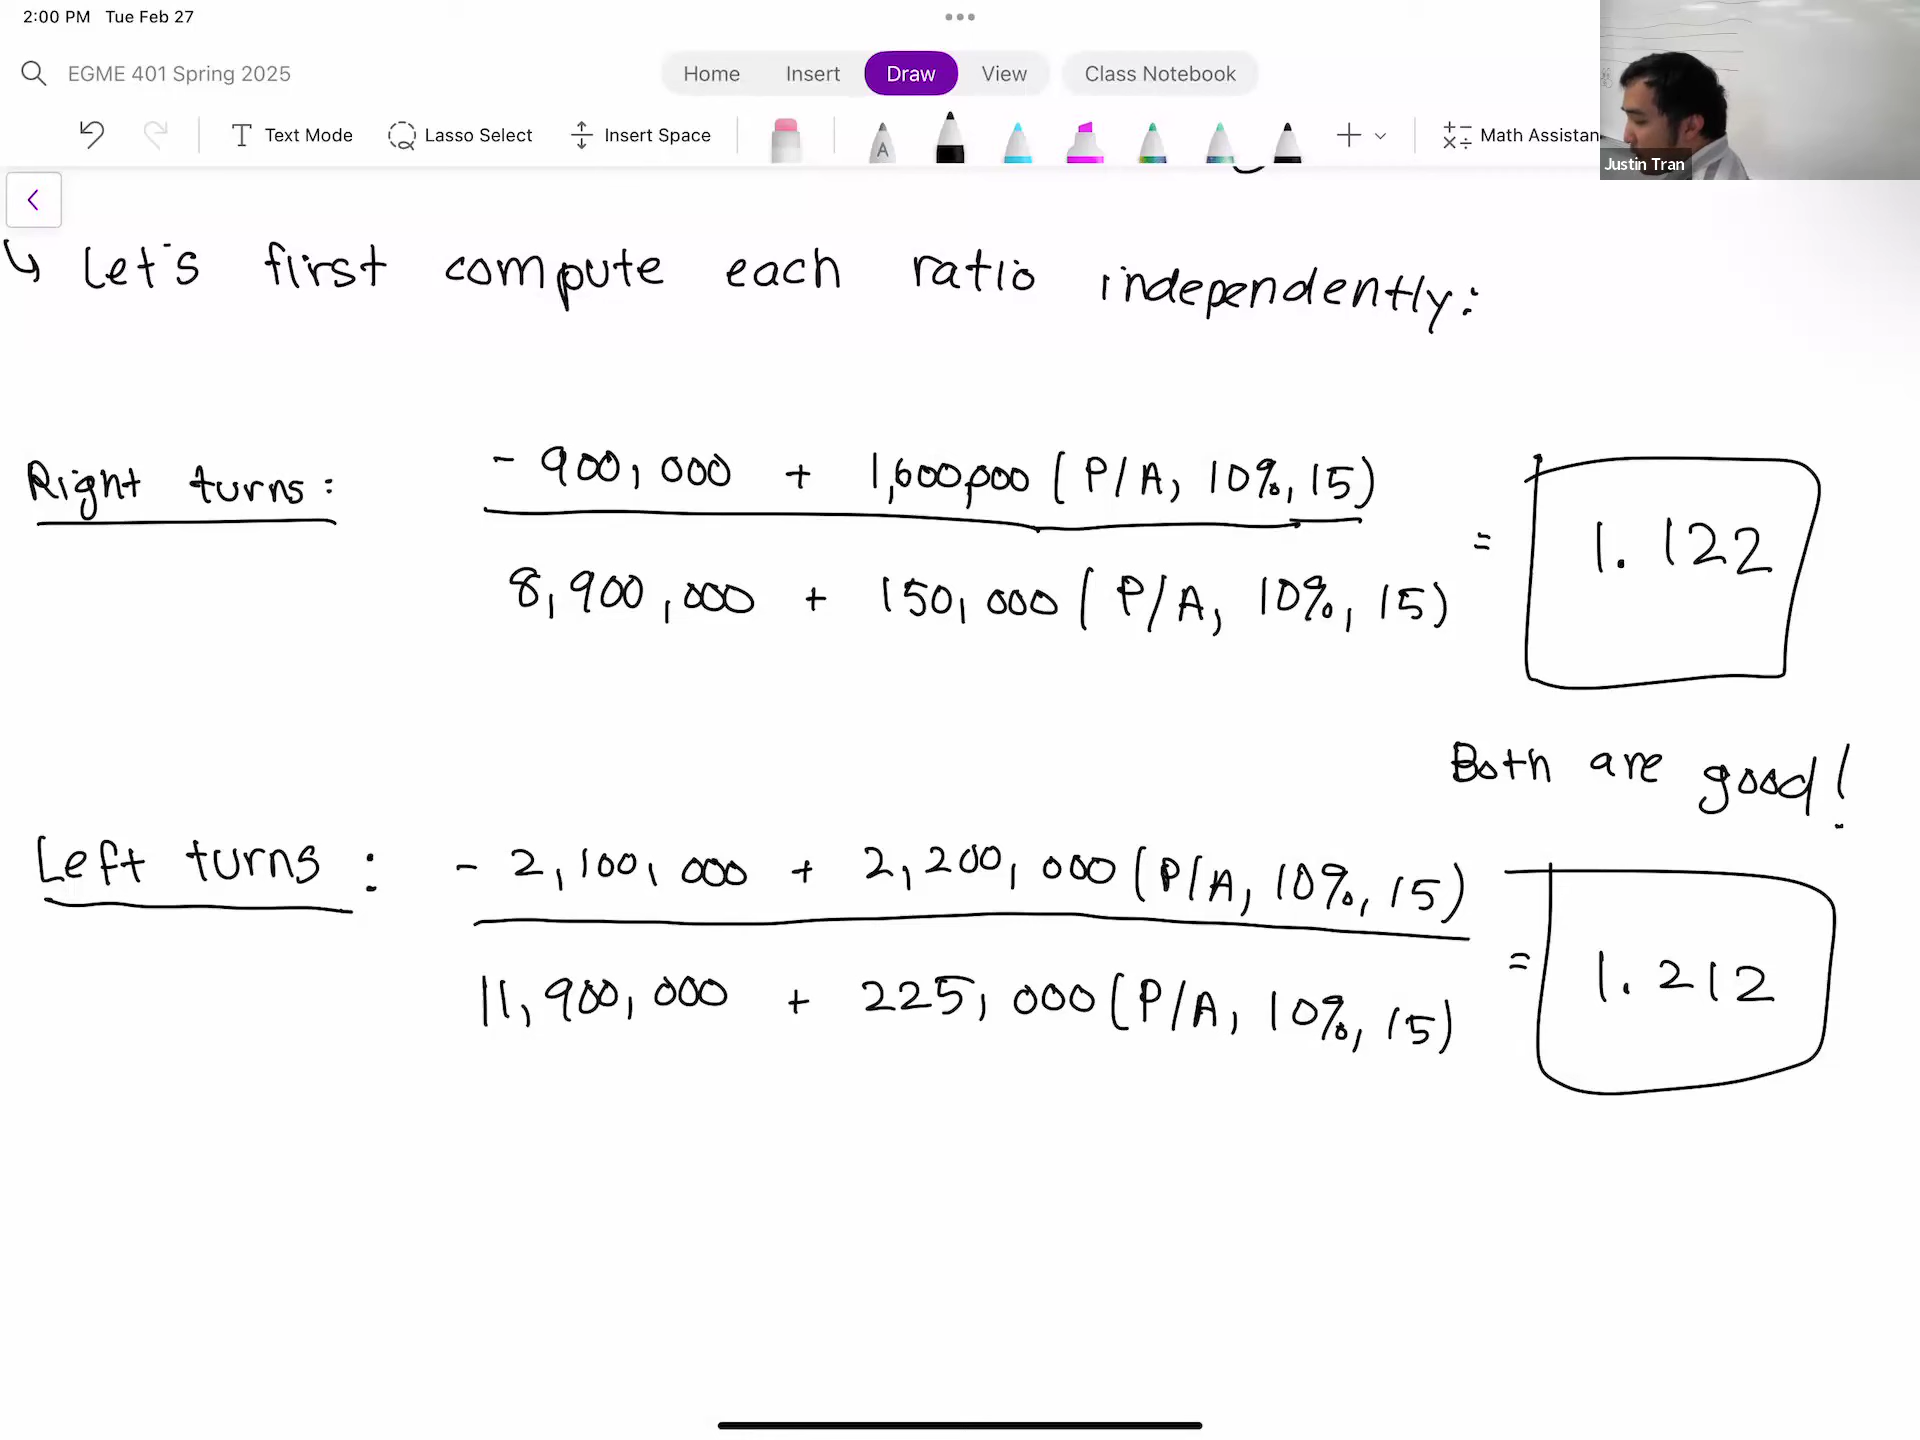 2:00 PM Tue Feb 27
EGME 401 Spring 2025
Home Insert Draw View Class Notebook
Text Mode Lasso Select Insert Space A Math Assistan
Justin Tran
↳ Let's first compute each ratio independently:
Right turns: - 900,000 + 1,600,000 (P/A, 10%, 15)
8,900,000 + 150,000 (P/A, 10%, 15)
= 1.122
Both are good!
Left turns: - 2,100,000 + 2,200,000 (P/A, 10%, 15)
11,900,000 + 225,000 (P/A, 10%, 15)
= 1.212